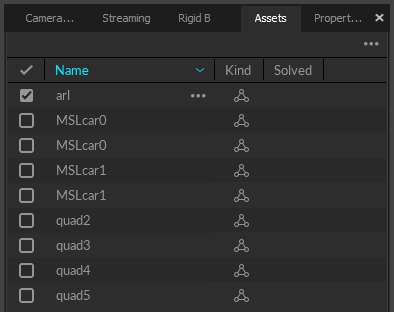 Camera... Streaming Rigid B Assets Propert...
Name Kind Solved
arl
MSLcar0
MSLcar0
MSLcar1
MSLcar1
quad2
quad3
quad4
quad5